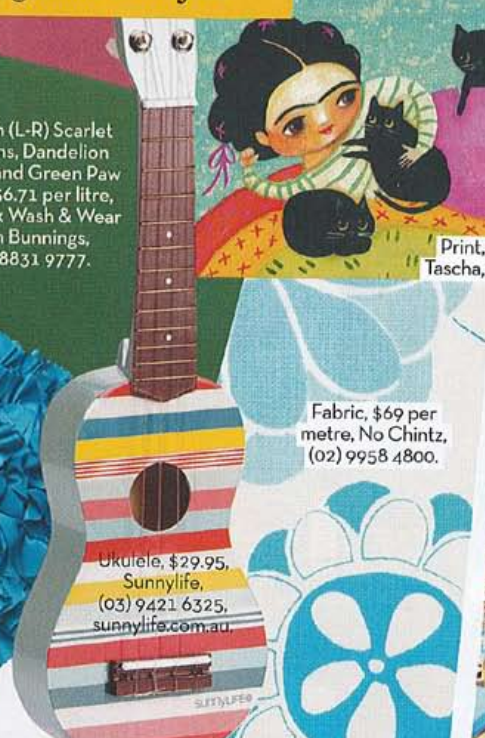 (L-R) Scarlet
Dandelion
and Green Paw
6.71 per litre,
Wash & Wear
Bunnings,
8831 9777.
Print,
Tascha,
Fabric, $69 per
metre, No Chintz,
(02) 9958 4800.
Ukulele, $29.95,
Sunnylife,
(03) 9421 6325,
sunnylife.com.au.
SUNNYLIFE